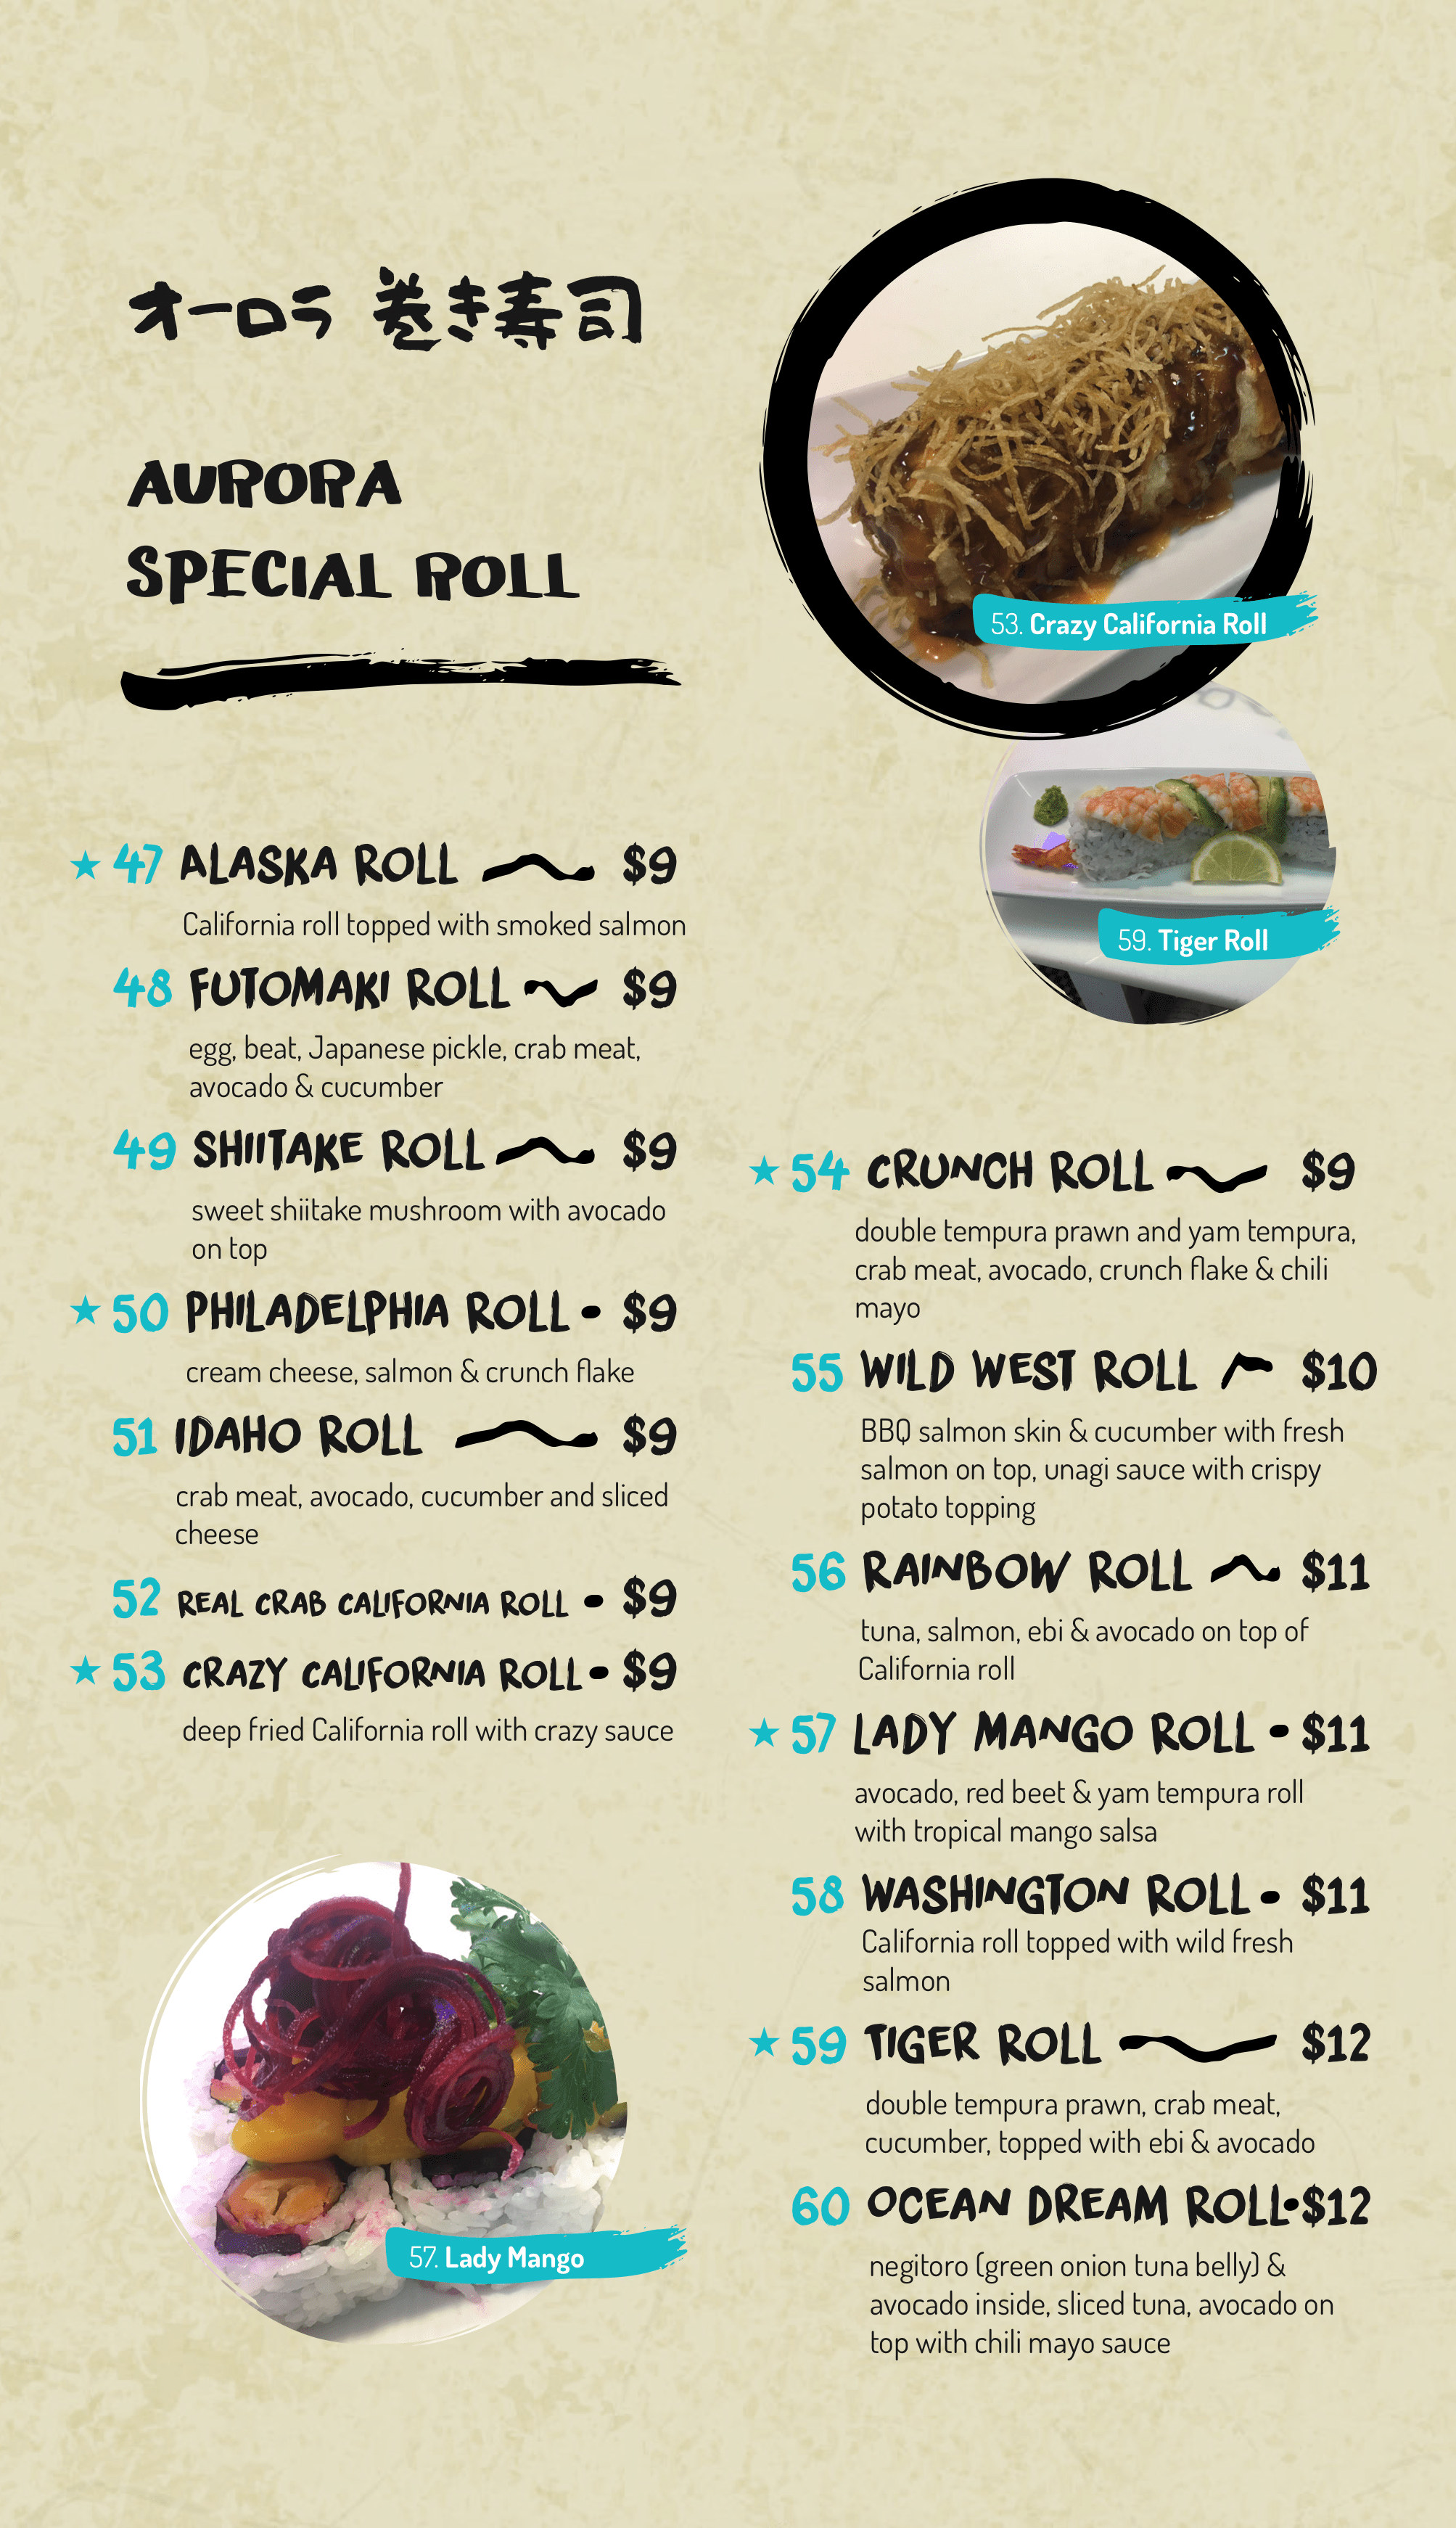 オーロラ 巻き寿司
AURORA
SPECIAL ROLL
53. Crazy California Roll
59. Tiger Roll
★ 47 ALASKA ROLL $9
California roll topped with smoked salmon
48 FUTOMAKI ROLL $9
egg, beat, Japanese pickle, crab meat,
avocado & cucumber
49 SHIITAKE ROLL $9
sweet shiitake mushroom with avocado
on top
★ 50 PHILADELPHIA ROLL $9
cream cheese, salmon & crunch flake
51 IDAHO ROLL $9
crab meat, avocado, cucumber and sliced
cheese
52 REAL CRAB CALIFORNIA ROLL $9
★ 53 CRAZY CALIFORNIA ROLL $9
deep fried California roll with crazy sauce
57. Lady Mango
★ 54 CRUNCH ROLL $9
double tempura prawn and yam tempura,
crab meat, avocado, crunch flake & chili
mayo
55 WILD WEST ROLL $10
BBQ salmon skin & cucumber with fresh
salmon on top, unagi sauce with crispy
potato topping
56 RAINBOW ROLL $11
tuna, salmon, ebi & avocado on top of
California roll
★ 57 LADY MANGO ROLL $11
avocado, red beet & yam tempura roll
with tropical mango salsa
58 WASHINGTON ROLL $11
California roll topped with wild fresh
salmon
★ 59 TIGER ROLL $12
double tempura prawn, crab meat,
cucumber, topped with ebi & avocado
60 OCEAN DREAM ROLL $12
negitoro (green onion tuna belly) &
avocado inside, sliced tuna, avocado on
top with chili mayo sauce